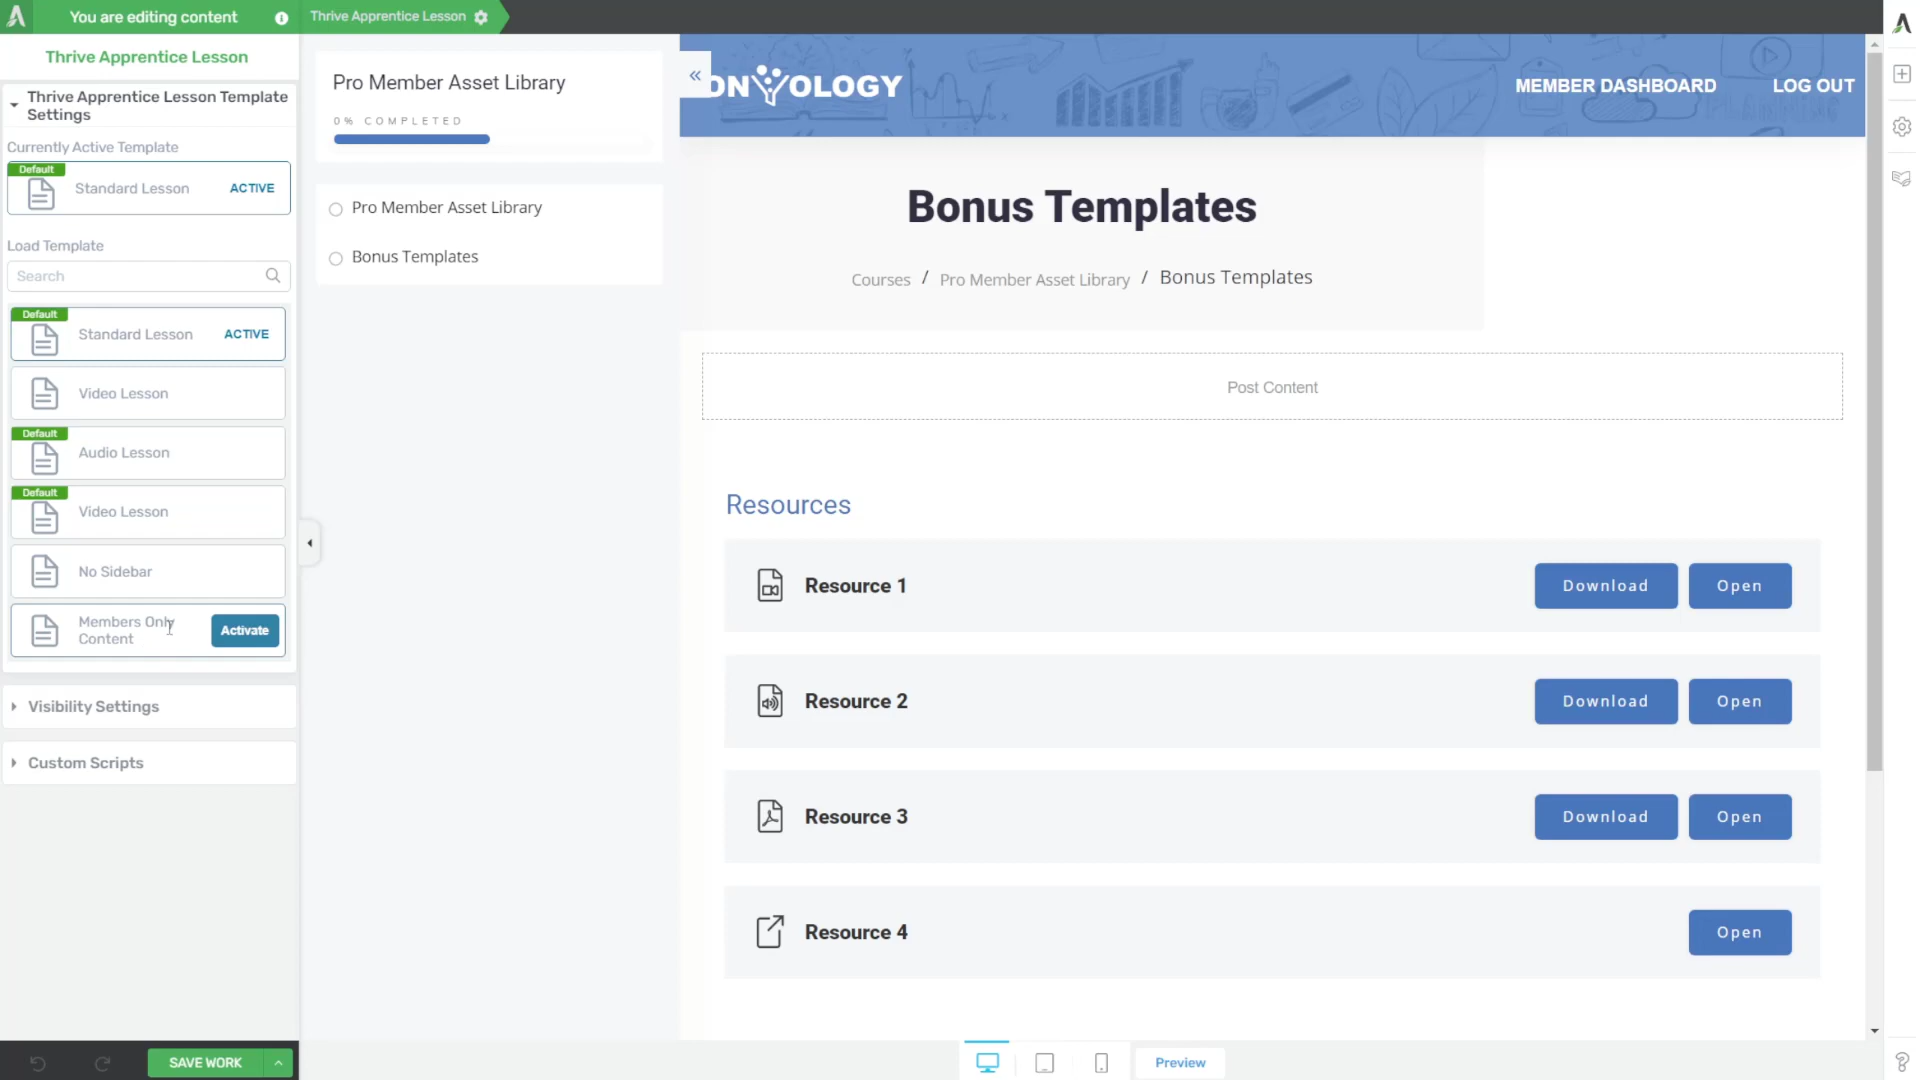 You are editing content
Thrive Apprentice Lesson
Thrive Apprentice Lesson
Thrive Apprentice Lesson Template
Settings
Currently Active Template
Default
Standard Lesson
ACTIVE
Load Template
Search
Default
Standard Lesson
ACTIVE
Video Lesson
Default
Audio Lesson
Default
Video Lesson
No Sidebar
Members Only
Content
Activate
Visibility Settings
Custom Scripts
SAVE WORK
Pro Member Asset Library
0% COMPLETED
Pro Member Asset Library
Bonus Templates
«
ONYOLOGY
MEMBER DASHBOARD
LOG OUT
PLANNING
Bonus Templates
Courses / Pro Member Asset Library / Bonus Templates
Post Content
Resources
Resource 1
Download
Open
Resource 2
Download
Open
Resource 3
Download
Open
Resource 4
Open
Preview